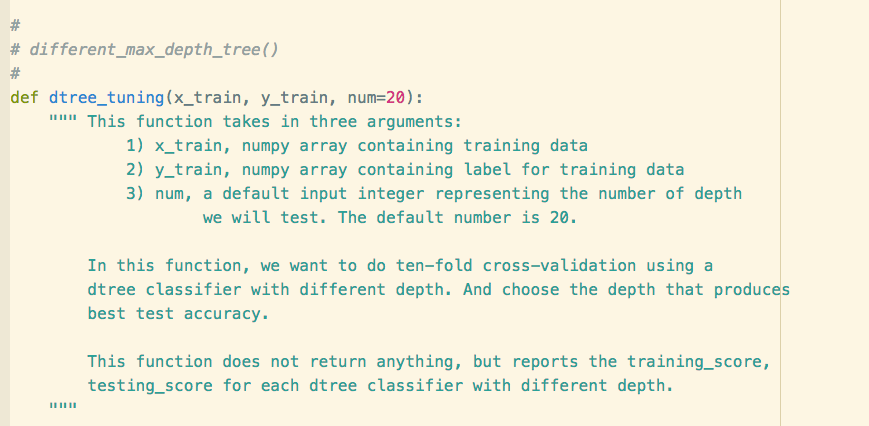 #
# different_max_depth_tree()
#
def dtree_tuning(x_train, y_train, num=20):
    """ This function takes in three arguments:
            1) x_train, numpy array containing training data
            2) y_train, numpy array containing label for training data
            3) num, a default input integer representing the number of depth
                    we will test. The default number is 20.

        In this function, we want to do ten-fold cross-validation using a
        dtree classifier with different depth. And choose the depth that produces
        best test accuracy.

        This function does not return anything, but reports the training_score,
        testing_score for each dtree classifier with different depth.
    """